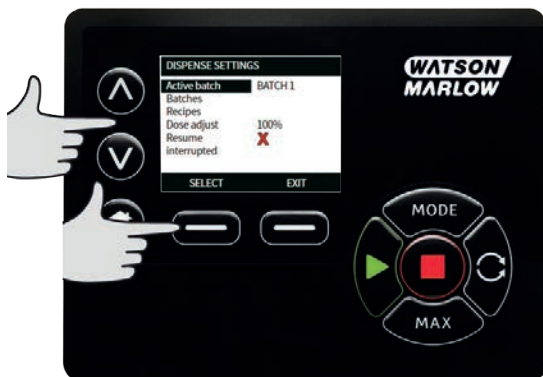 DISPENSE SETTINGS
Active batch BATCH 1
Batches
Recipes
Dose adjust 100%
Resume
interrupted
SELECT EXIT
WATSON
MARLOW
MODE
MAX